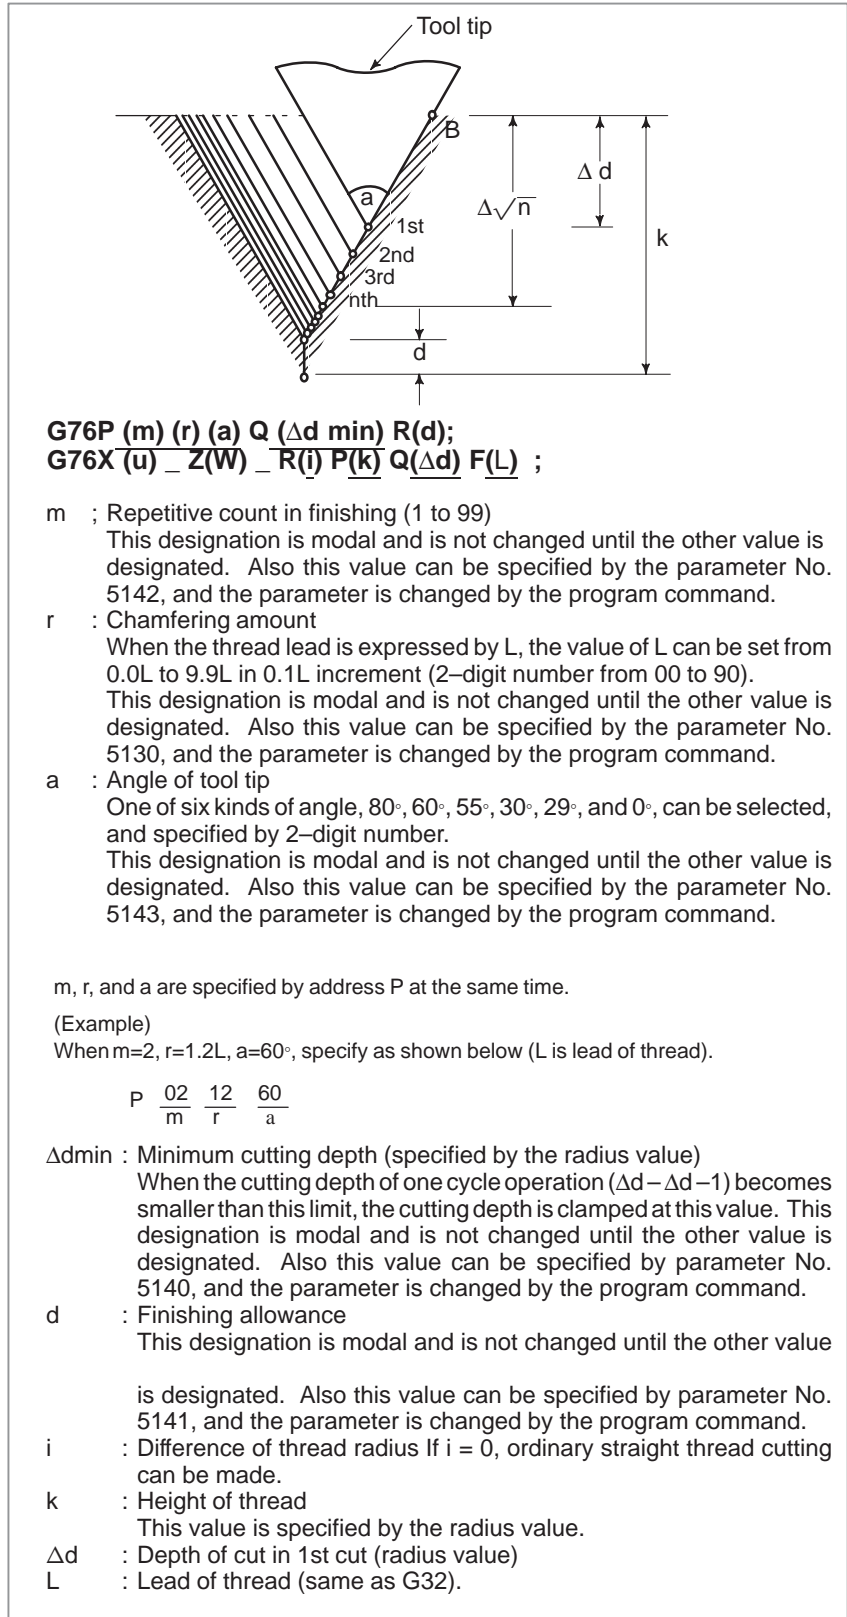 Tool tip
B
Δ d
a
Δ√n
1st
k
2nd
3rd
nth
d
G76P (m) (r) (a) Q (Δd min) R(d);
G76X (u) _ Z(W) _ R(i) P(k) Q(Δd) F(L) ;
m ; Repetitive count in finishing (1 to 99)
This designation is modal and is not changed until the other value is
designated. Also this value can be specified by the parameter No.
5142, and the parameter is changed by the program command.
r : Chamfering amount
When the thread lead is expressed by L, the value of L can be set from
0.0L to 9.9L in 0.1L increment (2–digit number from 00 to 90).
This designation is modal and is not changed until the other value is
designated. Also this value can be specified by the parameter No.
5130, and the parameter is changed by the program command.
a : Angle of tool tip
One of six kinds of angle, 80°, 60°, 55°, 30°, 29°, and 0°, can be selected,
and specified by 2–digit number.
This designation is modal and is not changed until the other value is
designated. Also this value can be specified by the parameter No.
5143, and the parameter is changed by the program command.
m, r, and a are specified by address P at the same time.
(Example)
When m=2, r=1.2L, a=60°, specify as shown below (L is lead of thread).
P 02 12 60
m r a
Δdmin : Minimum cutting depth (specified by the radius value)
When the cutting depth of one cycle operation (Δd – Δd –1) becomes
smaller than this limit, the cutting depth is clamped at this value. This
designation is modal and is not changed until the other value is
designated. Also this value can be specified by parameter No.
5140, and the parameter is changed by the program command.
d : Finishing allowance
This designation is modal and is not changed until the other value
is designated. Also this value can be specified by parameter No.
5141, and the parameter is changed by the program command.
i : Difference of thread radius If i = 0, ordinary straight thread cutting
can be made.
k : Height of thread
This value is specified by the radius value.
Δd : Depth of cut in 1st cut (radius value)
L : Lead of thread (same as G32).